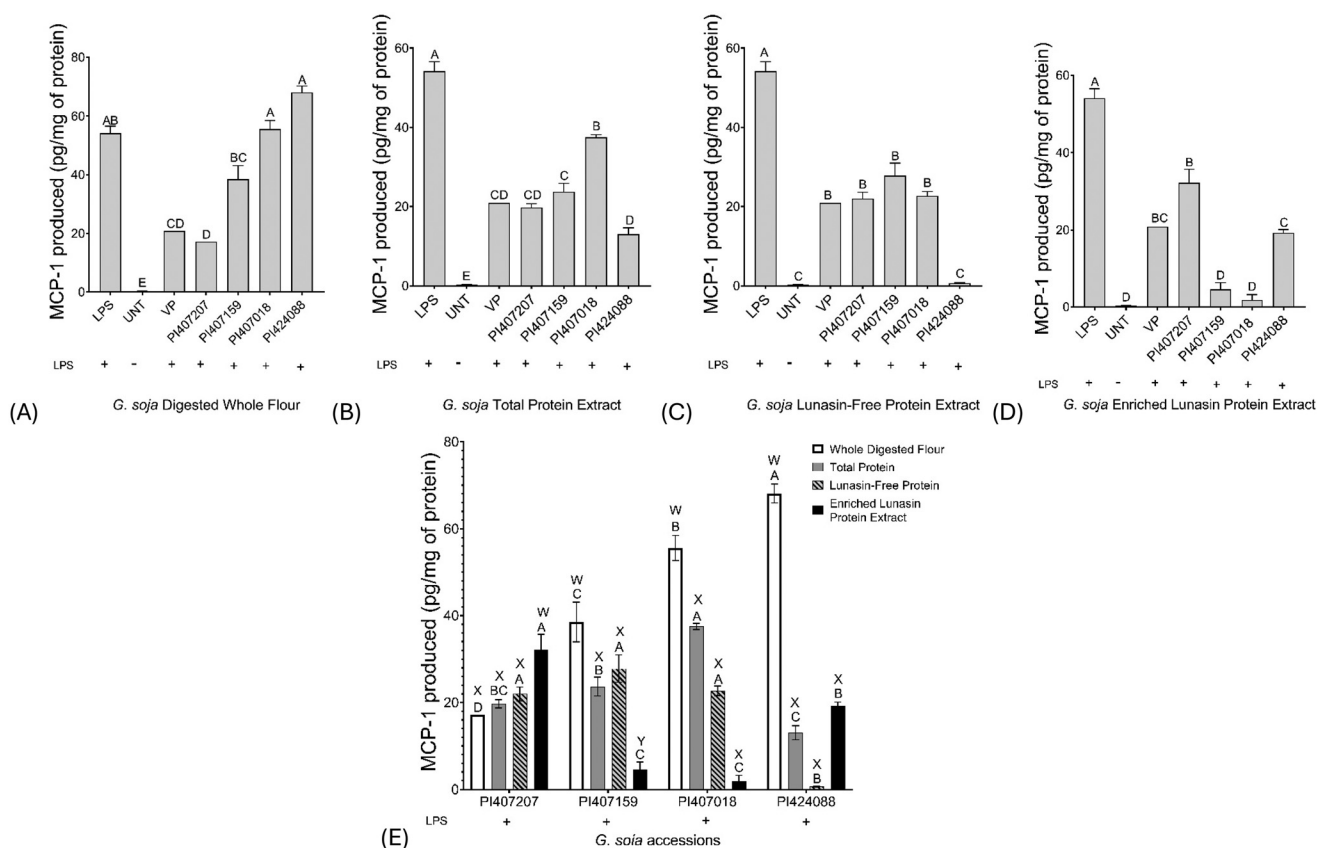 MCP-1 produced (pg/mg of protein)
80
60
40
20
0
AB
E
CD
D
BC
A
A
LPS
UNT
VP
PI407207
PI407159
PI407018
PI424088
LPS + - + + + + +
(A) G. soja Digested Whole Flour
MCP-1 produced (pg/mg of protein)
60
40
20
0
A
E
CD
CD
C
B
D
LPS
UNT
VP
PI407207
PI407159
PI407018
PI424088
LPS + - + + + + +
(B) G. soja Total Protein Extract
MCP-1 produced (pg/mg of protein)
60
40
20
0
A
C
B
B
B
B
C
LPS
UNT
VP
PI407207
PI407159
PI407018
PI424088
LPS + - + + + + +
(C) G. soja Lunasin-Free Protein Extract
MCP-1 produced (pg/mg of protein)
60
40
20
0
A
D
BC
B
D
D
C
LPS
UNT
VP
PI407207
PI407159
PI407018
PI424088
LPS + - + + + + +
(D) G. soja Enriched Lunasin Protein Extract
MCP-1 produced (pg/mg of protein)
80
60
40
20
0
Whole Digested Flour
Total Protein
Lunasin-Free Protein
Enriched Lunasin
Protein Extract
X
D
X
BC
X
A
W
A
W
C
X
B
X
A
Y
C
W
B
X
A
X
A
X
C
W
A
X
C
X
B
X
B
PI407207 PI407159 PI407018 PI424088
LPS + + + +
(E) G. soja accessions